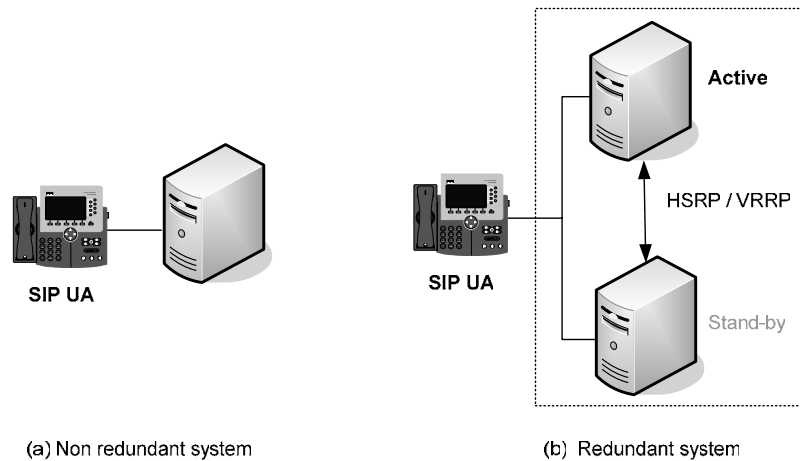 Active
HSRP / VRRP
SIP UA
SIP UA
Stand-by
(a) Non redundant system
(b) Redundant system